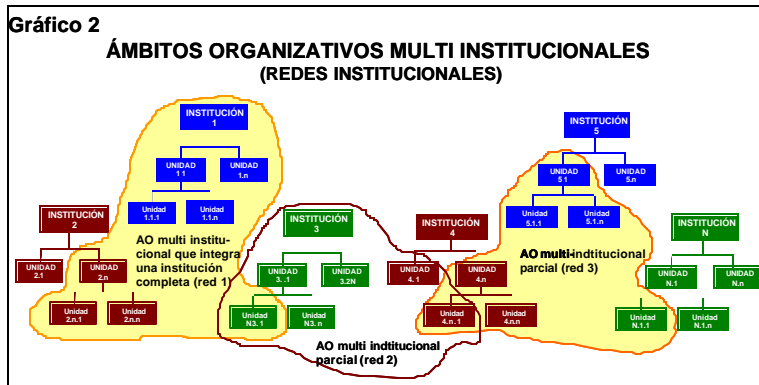 Gráfico 2
ÁMBITOS ORGANIZATIVOS MULTI INSTITUCIONALES
(REDES INSTITUCIONALES)
INSTITUCIÓN
1
UNIDAD
1 1
UNIDAD
1.n
Unidad
1.1.1
Unidad
1.1.n
INSTITUCIÓN
2
UNIDAD
2.1
UNIDAD
2.n
Unidad
2.n.1
Unidad
2.n.n
AO multi institu-
cional que integra
una institución
completa (red 1)
INSTITUCIÓN
3
UNIDAD
3. .1
UNIDAD
3.2N
Unidad
N3. 1
Unidad
N3. n
AO multi indtitucional
parcial (red 2)
INSTITUCIÓN
4
UNIDAD
4. 1
UNIDAD
4.n
Unidad
4.n. 1
Unidad
4.n.n
INSTITUCIÓN
5
UNIDAD
5 1
UNIDAD
5.n
Unidad
5.1.1
Unidad
5.1.n
AO multi-indtitucional
parcial (red 3)
INSTITUCIÓN
N
UNIDAD
N.1
UNIDAD
N.n
Unidad
N.1.1
Unidad
N.1.n